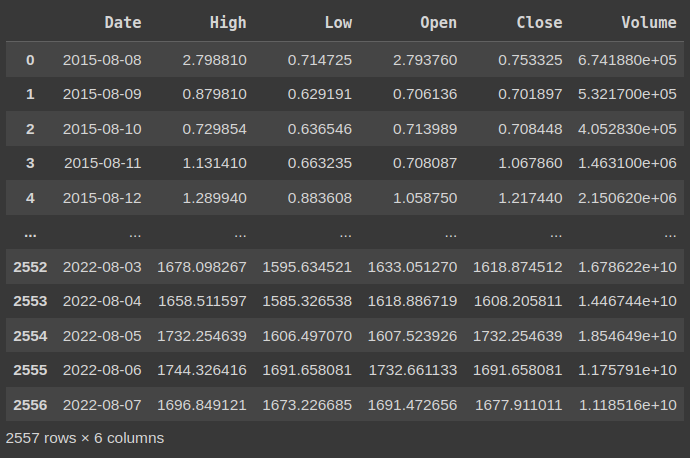 Date High Low Open Close Volume
0 2015-08-08 2.798810 0.714725 2.793760 0.753325 6.741880e+05
1 2015-08-09 0.879810 0.629191 0.706136 0.701897 5.321700e+05
2 2015-08-10 0.729854 0.636546 0.713989 0.708448 4.052830e+05
3 2015-08-11 1.131410 0.663235 0.708087 1.067860 1.463100e+06
4 2015-08-12 1.289940 0.883608 1.058750 1.217440 2.150620e+06
... ... ... ... ... ... ...
2552 2022-08-03 1678.098267 1595.634521 1633.051270 1618.874512 1.678622e+10
2553 2022-08-04 1658.511597 1585.326538 1618.886719 1608.205811 1.446744e+10
2554 2022-08-05 1732.254639 1606.497070 1607.523926 1732.254639 1.854649e+10
2555 2022-08-06 1744.326416 1691.658081 1732.661133 1691.658081 1.175791e+10
2556 2022-08-07 1696.849121 1673.226685 1691.472656 1677.911011 1.118516e+10
2557 rows × 6 columns